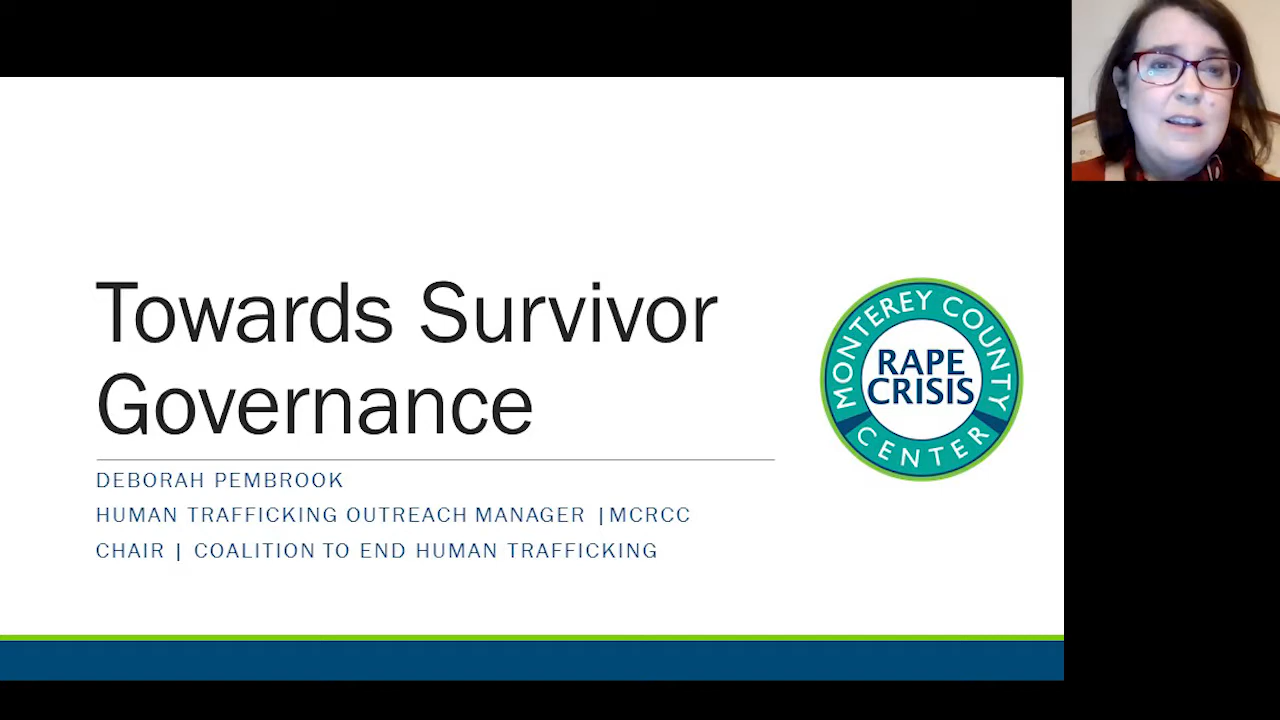 Towards Survivor
Governance
DEBORAH PEMBROOK
HUMAN TRAFFICKING OUTREACH MANAGER |MCRCC
CHAIR | COALITION TO END HUMAN TRAFFICKING
MONTEREY COUNTY
RAPE
CRISIS
CENTER